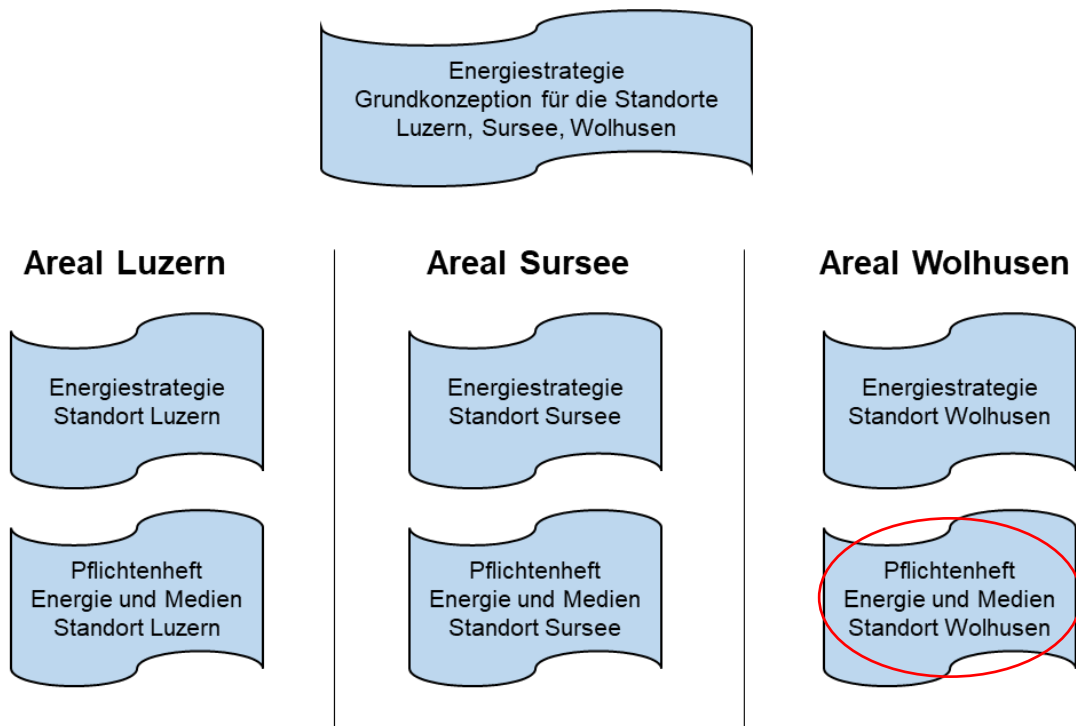 Energiestrategie
Grundkonzeption für die Standorte
Luzern, Sursee, Wolhusen
Areal Luzern
Energiestrategie
Standort Luzern
Pflichtenheft
Energie und Medien
Standort Luzern
Areal Sursee
Energiestrategie
Standort Sursee
Pflichtenheft
Energie und Medien
Standort Sursee
Areal Wolhusen
Energiestrategie
Standort Wolhusen
Pflichtenheft
Energie und Medien
Standort Wolhusen